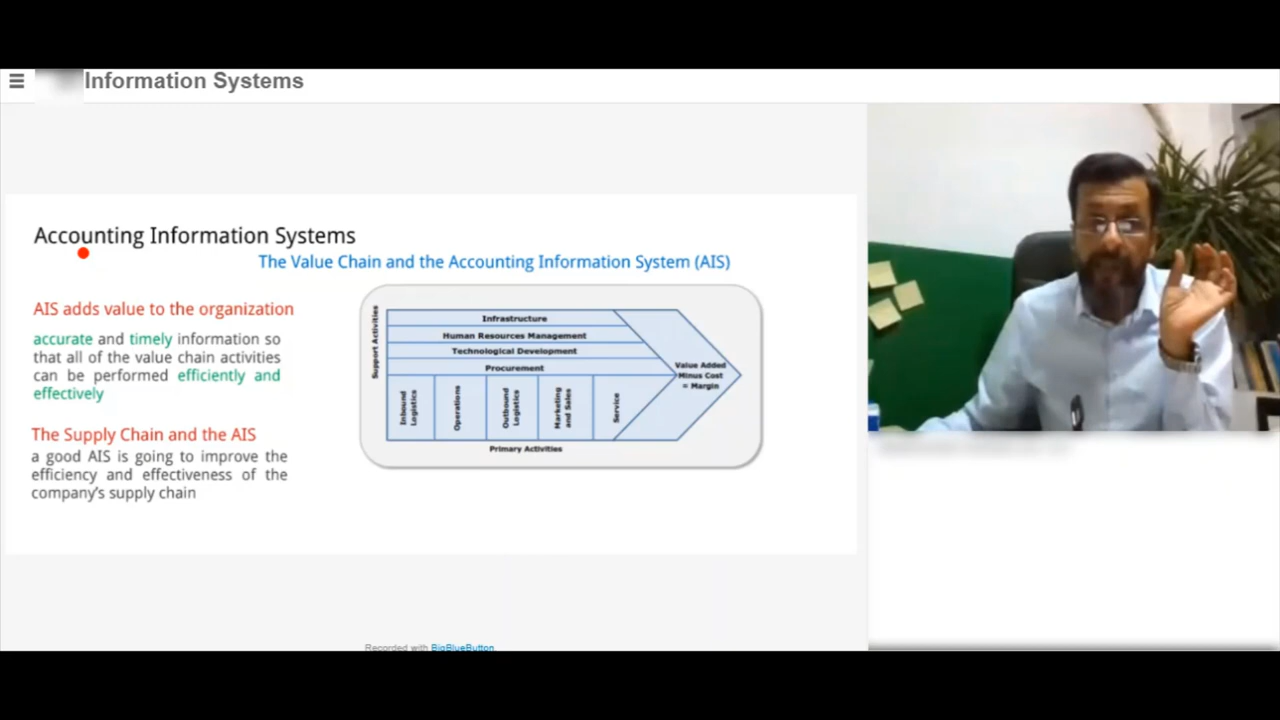 Information Systems
Accounting Information Systems
The Value Chain and the Accounting Information System (AIS)
AIS adds value to the organization
accurate and timely information so
that all of the value chain activities
can be performed efficiently and
effectively
The Supply Chain and the AIS
a good AIS is going to improve the
efficiency and effectiveness of the
company's supply chain
Support Activities
Infrastructure
Human Resources Management
Technological Development
Procurement
Inbound
Logistics
Operations
Outbound
Logistics
Marketing
and Sales
Service
Value Added
Minus Cost
= Margin
Primary Activities
Recorded with BigBlueButton